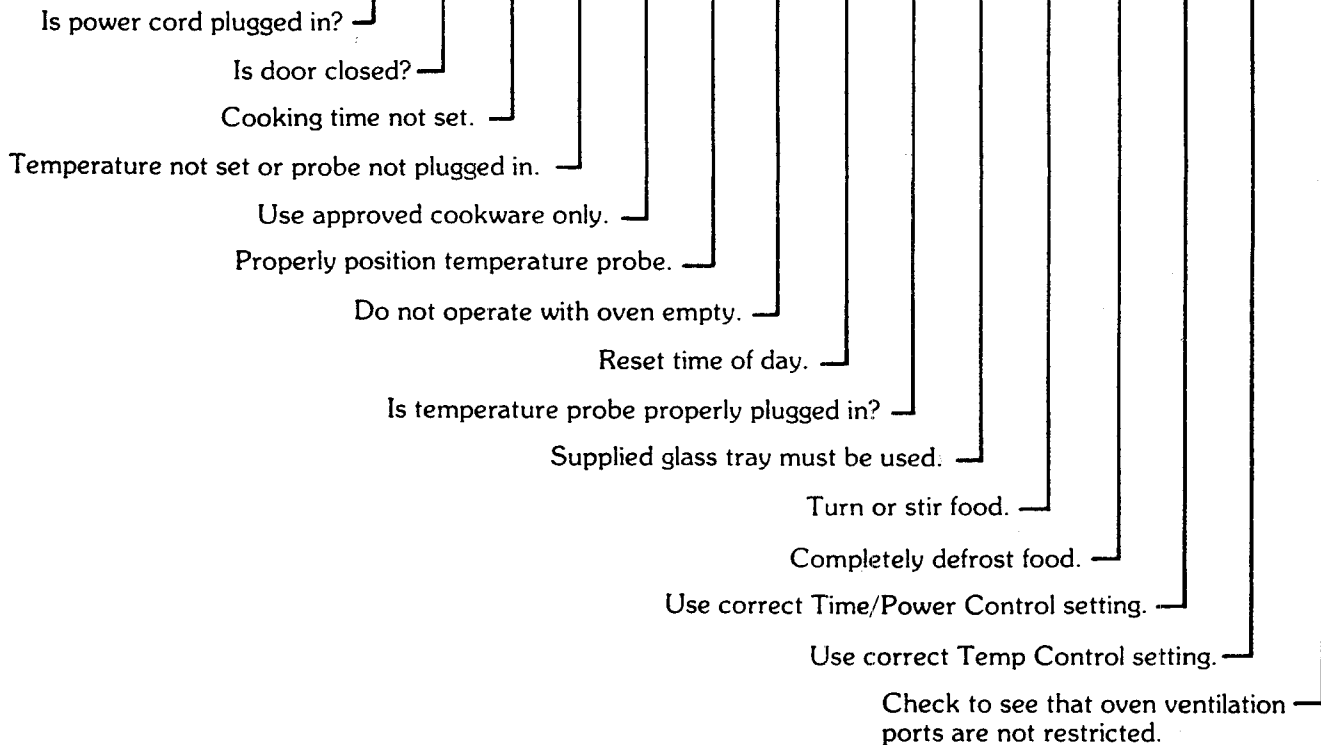 Is power cord plugged in?
Is door closed?
Cooking time not set.
Temperature not set or probe not plugged in.
Use approved cookware only.
Properly position temperature probe.
Do not operate with oven empty.
Reset time of day.
Is temperature probe properly plugged in?
Supplied glass tray must be used.
Turn or stir food.
Completely defrost food.
Use correct Time/Power Control setting.
Use correct Temp Control setting.
Check to see that oven ventilation
ports are not restricted.